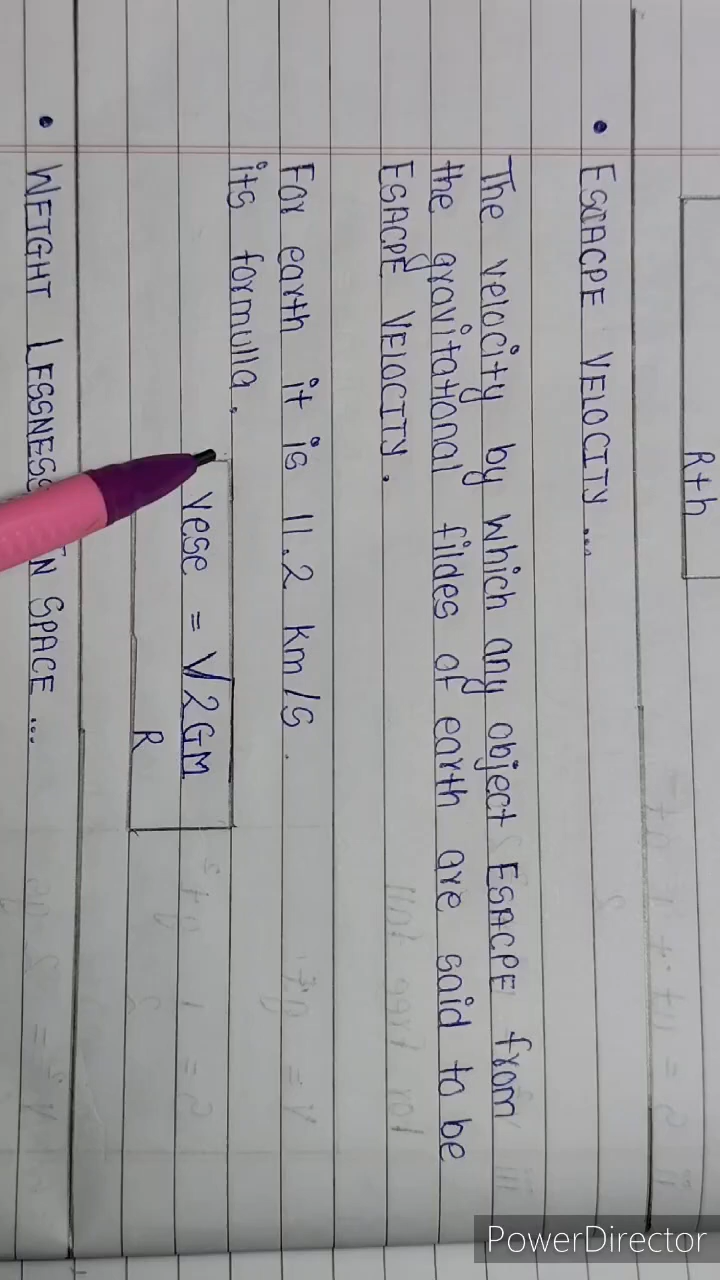 R+h
• ESCACPE VELOCITY...
The velocity by which any object ESACPE from
the gravitational fildes of earth are said to be
ESACPE VELOCITY.
For earth it is 11.2 km/s.
its formulla.
vese = √2GM
R
• WEIGHT LESSNESS IN SPACE...
PowerDirector